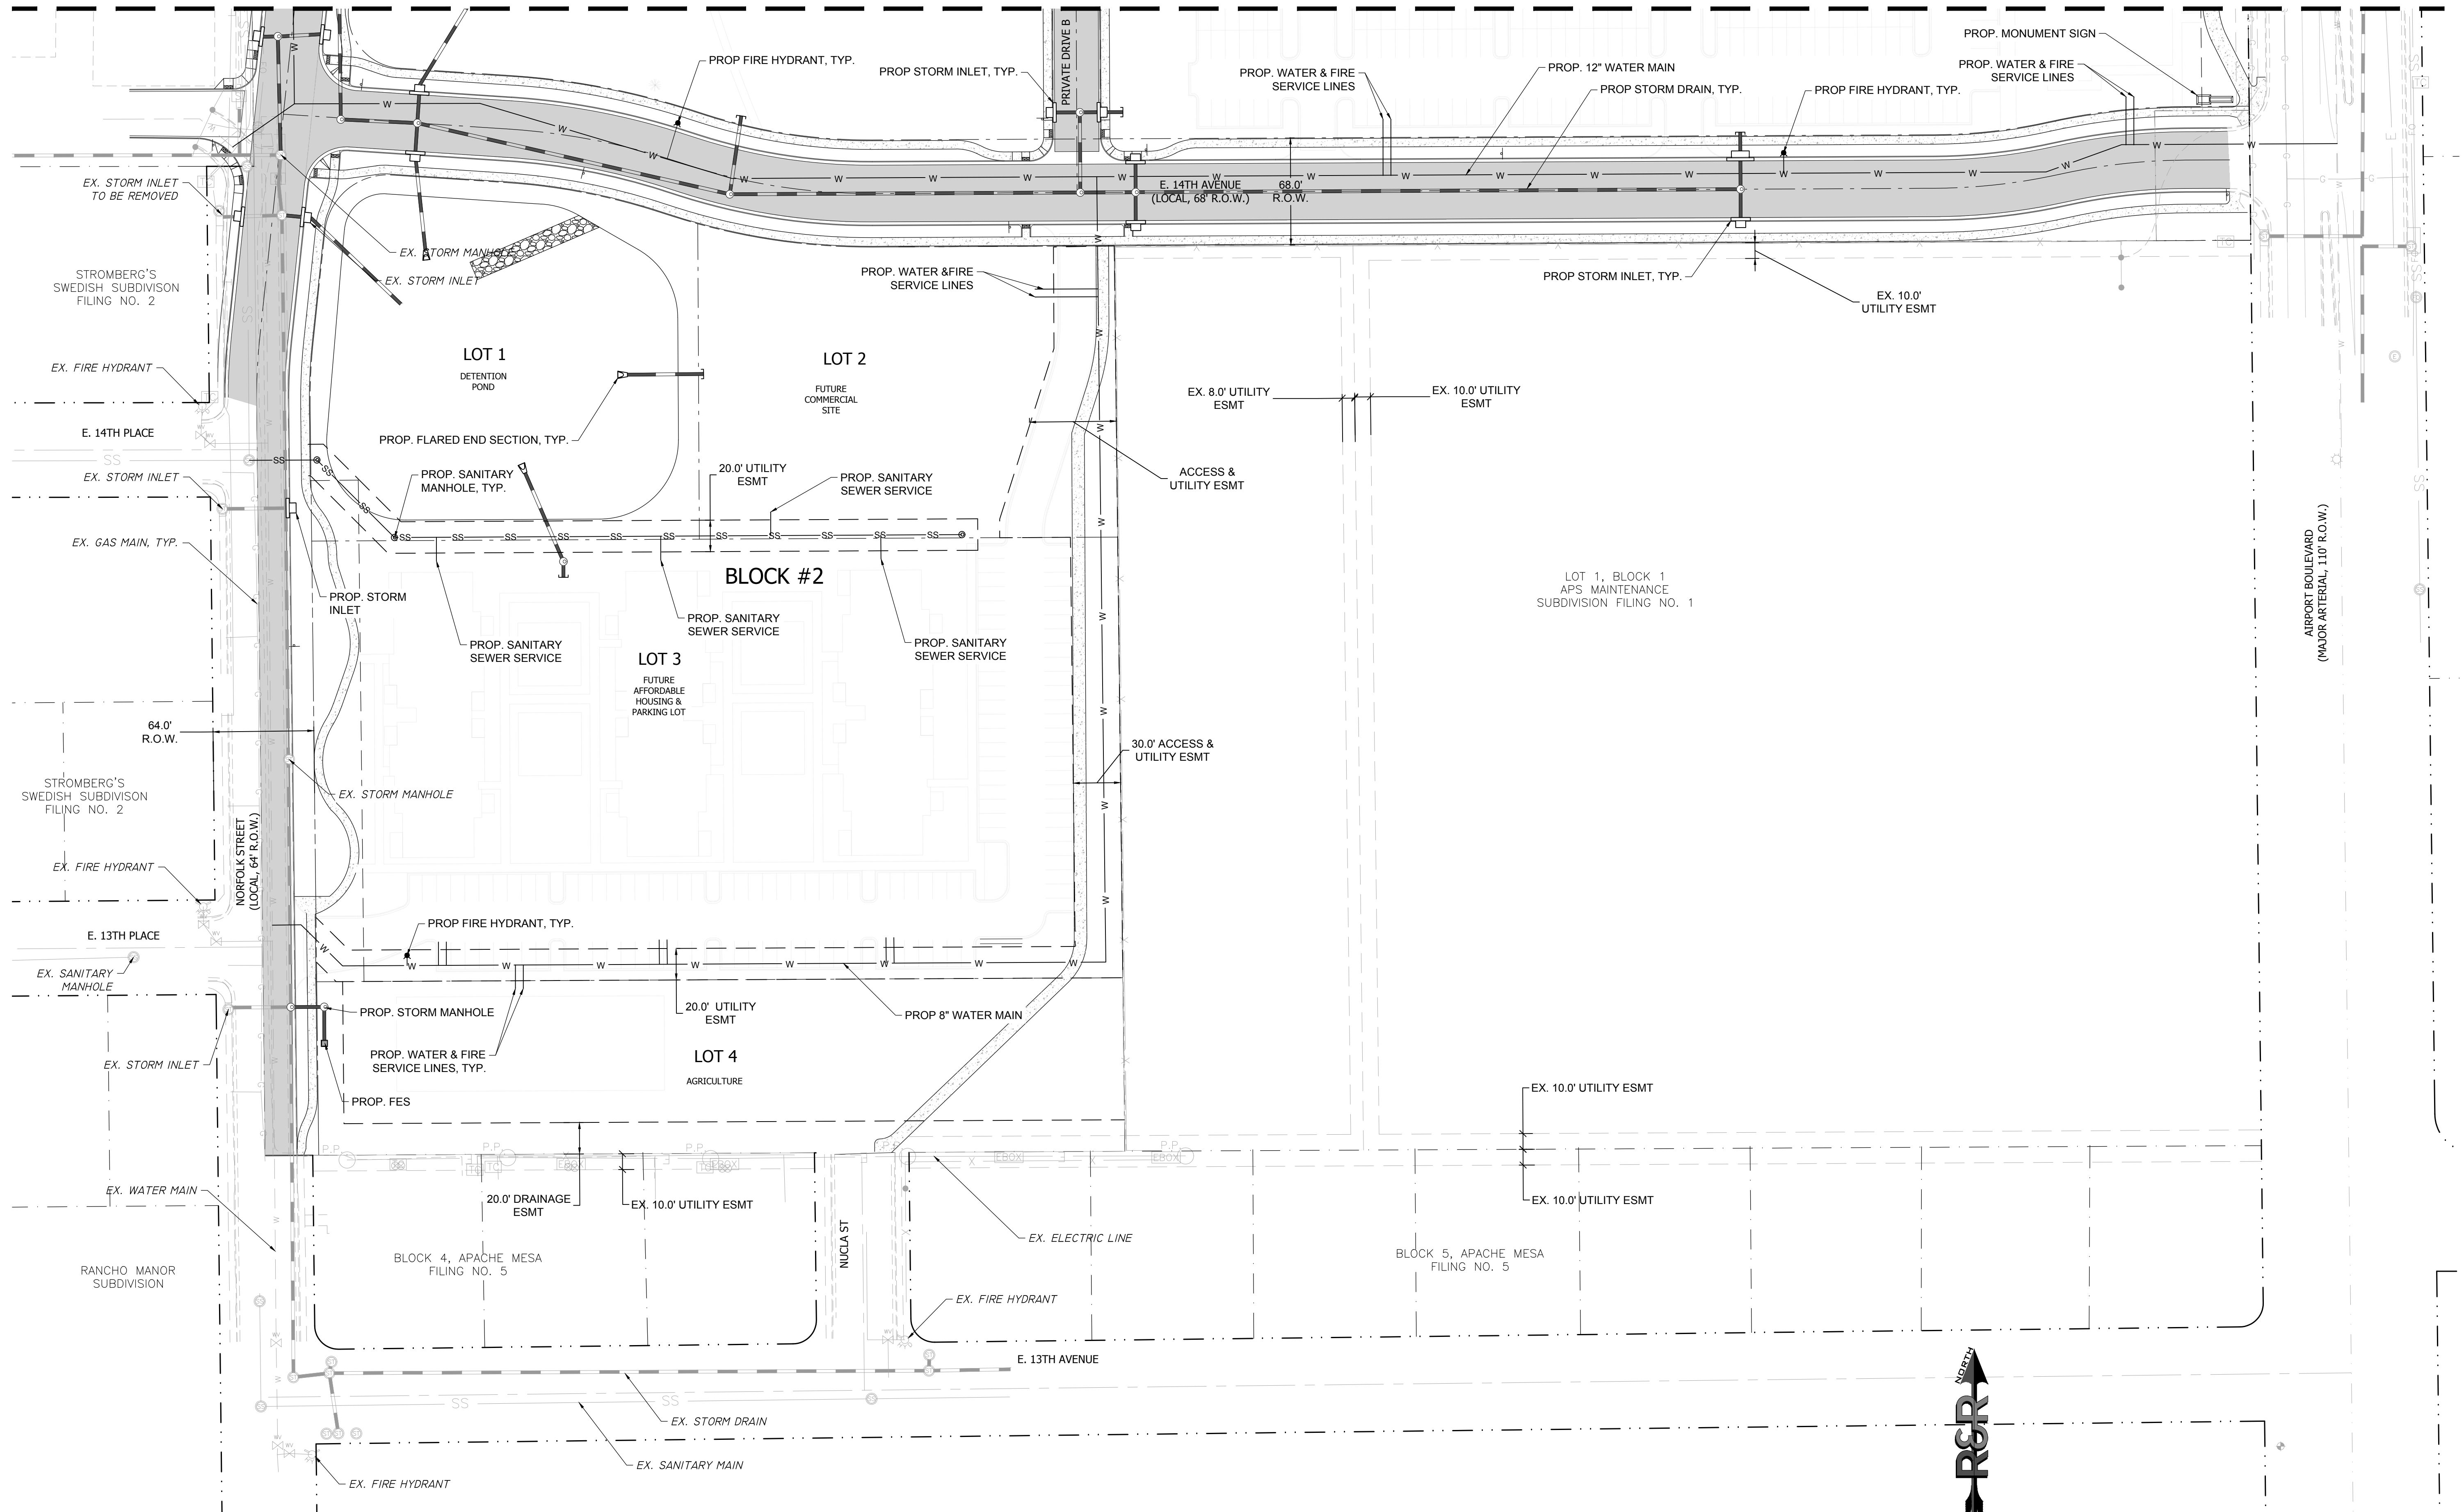 PROP. MONUMENT SIGN
PROP FIRE HYDRANT, TYP.
PROP STORM INLET, TYP.
PRIVATE DRIVE B
PROP. WATER & FIRE
SERVICE LINES
PROP. 12" WATER MAIN
PROP STORM DRAIN, TYP.
PROP. WATER & FIRE
SERVICE LINES
PROP FIRE HYDRANT, TYP.
EX. STORM INLET
TO BE REMOVED
E. 14TH AVENUE
(LOCAL, 68' R.O.W.)
68.0'
R.O.W.
EX. STORM MANHOLE
EX. STORM INLET
STROMBERG'S
SWEDISH SUBDIVISON
FILING NO. 2
PROP. WATER &FIRE
SERVICE LINES
PROP STORM INLET, TYP.
EX. 10.0'
UTILITY ESMT
LOT 1
DETENTION
POND
LOT 2
FUTURE
COMMERCIAL
SITE
EX. FIRE HYDRANT
EX. 8.0' UTILITY
ESMT
EX. 10.0' UTILITY
ESMT
E. 14TH PLACE
PROP. FLARED END SECTION, TYP.
EX. STORM INLET
PROP. SANITARY
MANHOLE, TYP.
20.0' UTILITY
ESMT
PROP. SANITARY
SEWER SERVICE
ACCESS &
UTILITY ESMT
EX. GAS MAIN, TYP.
BLOCK #2
PROP. STORM
INLET
LOT 1, BLOCK 1
APS MAINTENANCE
SUBDIVISION FILING NO. 1
AIRPORT BOULEVARD
(MAJOR ARTERIAL, 110' R.O.W.)
PROP. SANITARY
SEWER SERVICE
PROP. SANITARY
SEWER SERVICE
PROP. SANITARY
SEWER SERVICE
LOT 3
FUTURE
AFFORDABLE
HOUSING &
PARKING LOT
64.0'
R.O.W.
30.0' ACCESS &
UTILITY ESMT
STROMBERG'S
SWEDISH SUBDIVISON
FILING NO. 2
EX. STORM MANHOLE
NORFOLK STREET
(LOCAL, 64' R.O.W.)
EX. FIRE HYDRANT
PROP FIRE HYDRANT, TYP.
E. 13TH PLACE
EX. SANITARY
MANHOLE
PROP. STORM MANHOLE
20.0' UTILITY
ESMT
PROP 8" WATER MAIN
EX. STORM INLET
PROP. WATER & FIRE
SERVICE LINES, TYP.
LOT 4
AGRICULTURE
PROP. FES
EX. 10.0' UTILITY ESMT
EX. WATER MAIN
20.0' DRAINAGE
ESMT
EX. 10.0' UTILITY ESMT
EX. 10.0' UTILITY ESMT
NUCLA ST
EX. ELECTRIC LINE
BLOCK 4, APACHE MESA
FILING NO. 5
BLOCK 5, APACHE MESA
FILING NO. 5
RANCHO MANOR
SUBDIVISION
EX. FIRE HYDRANT
E. 13TH AVENUE
EX. STORM DRAIN
EX. SANITARY MAIN
EX. FIRE HYDRANT
NORTH
R&R